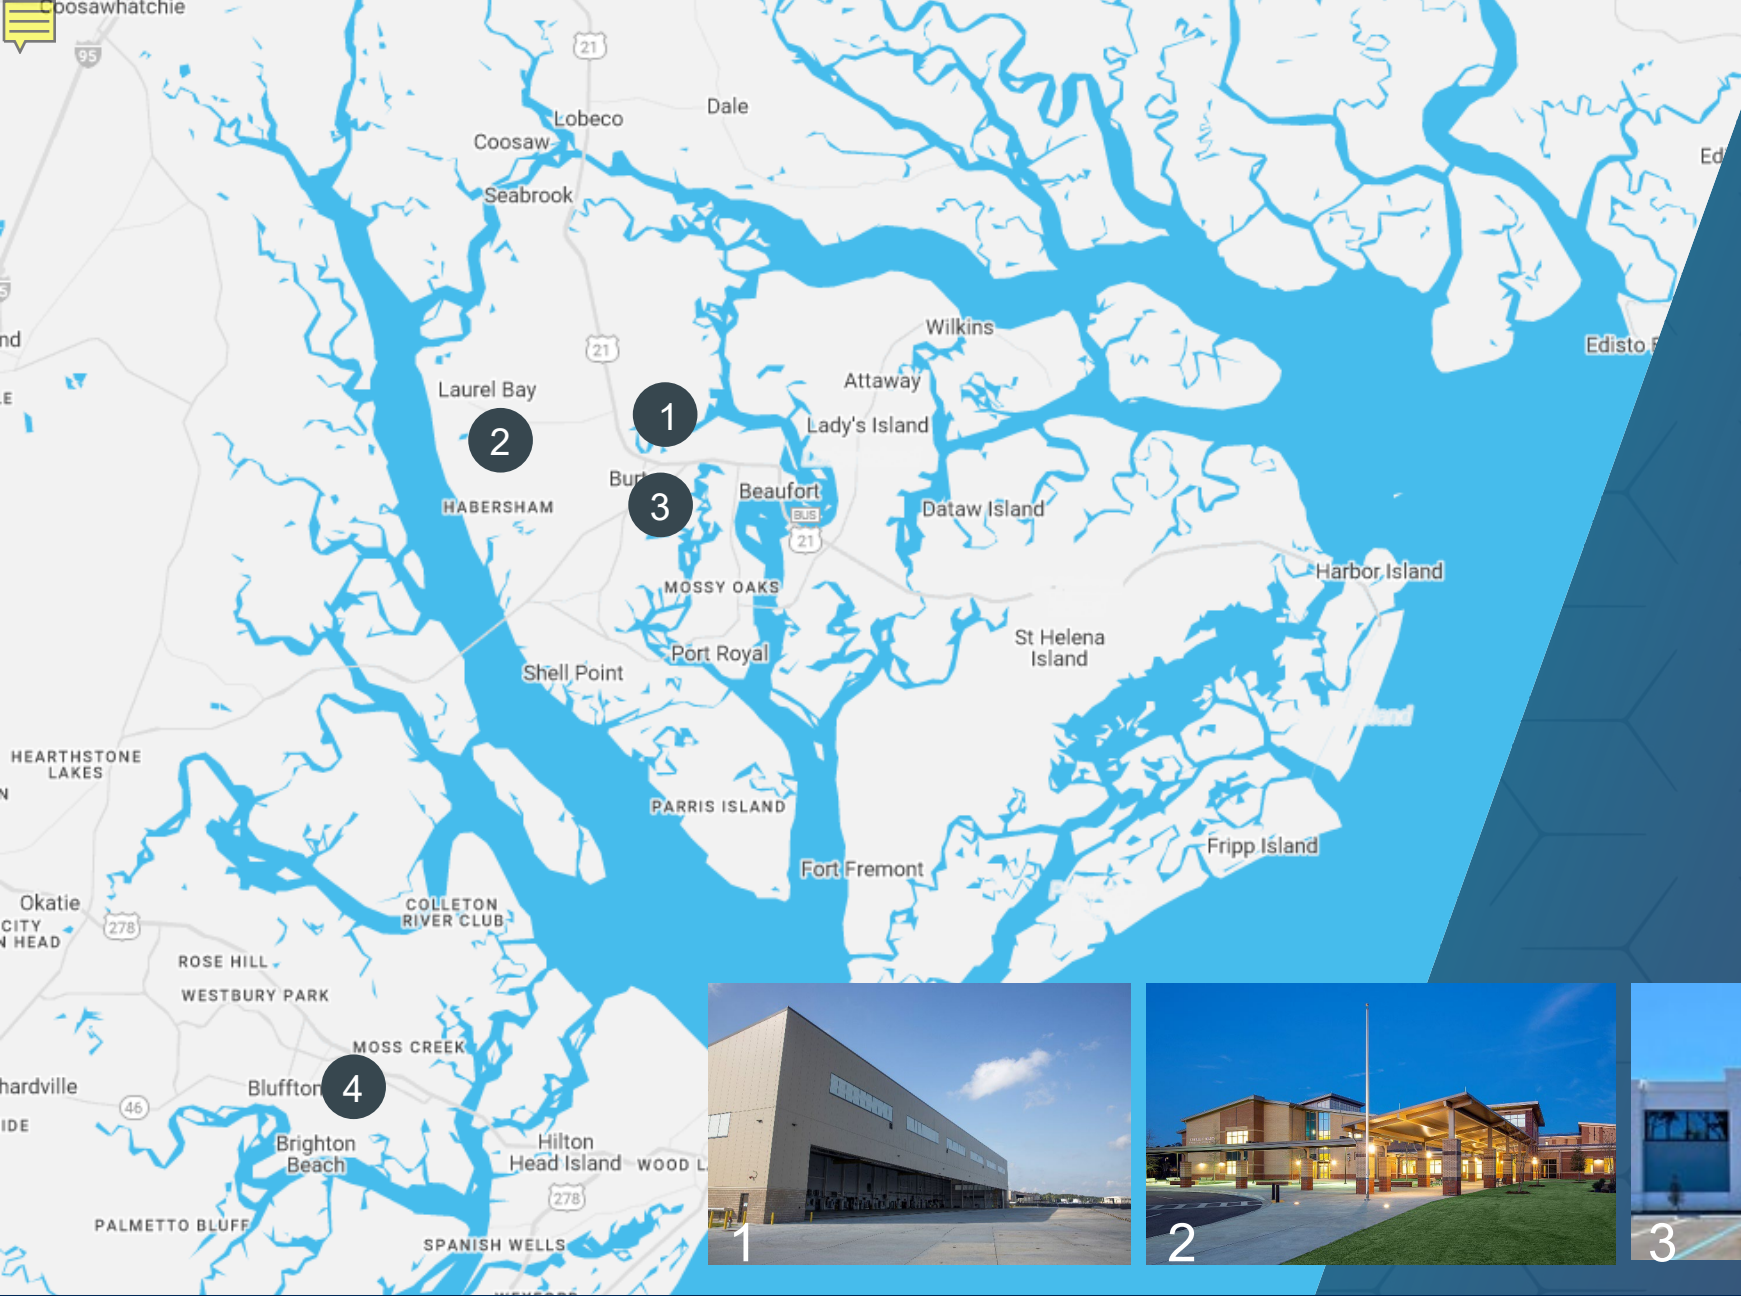 Coosawhatchie
95
21
Dale
Lobeco
Coosaw
Seabrook
Wilkins
Edisto
21
Laurel Bay
Attaway
1
2
Lady's Island
HABERSHAM
3
Beaufort
BUS
21
Dataw Island
MOSSY OAKS
Harbor Island
St Helena
Island
Port Royal
Shell Point
HEARTHSTONE
LAKES
PARRIS ISLAND
Fripp Island
Fort Fremont
Okatie
278
CITY
HEAD
COLLETON
RIVER CLUB
ROSE HILL
WESTBURY PARK
MOSS CREEK
Bluffton
4
46
Brighton
Beach
Hilton
Head Island
WOOD
278
PALMETTO BLUFF
SPANISH WELLS
1
2
3